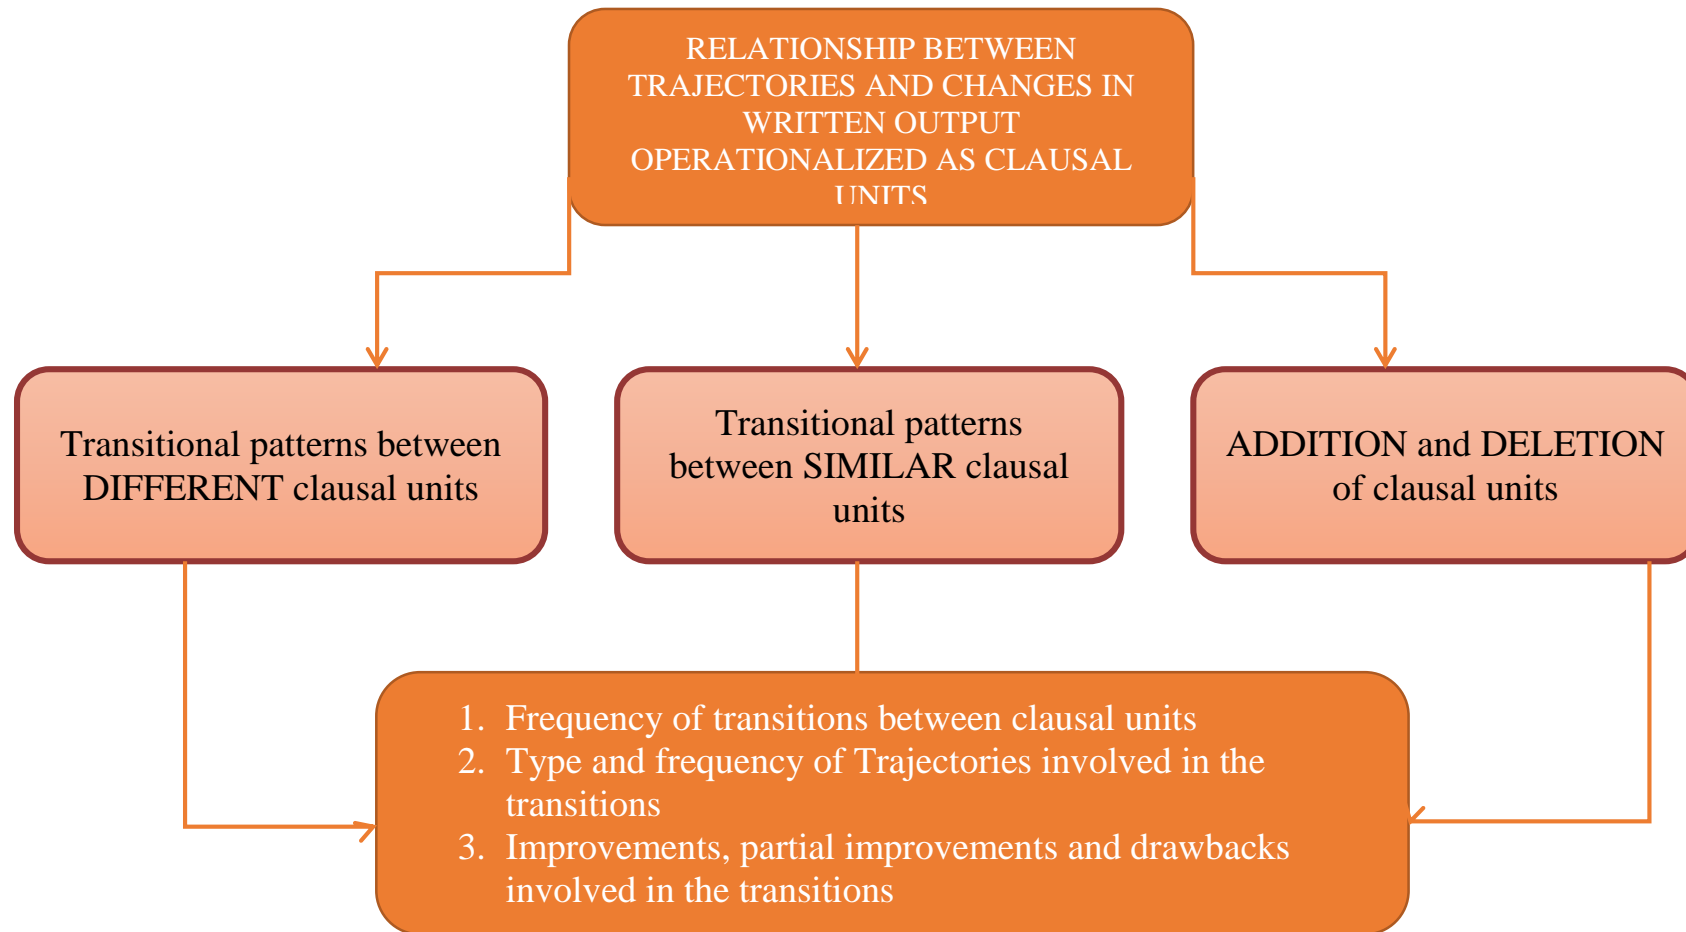 RELATIONSHIP BETWEEN
TRAJECTORIES AND CHANGES IN
WRITTEN OUTPUT
OPERATIONALIZED AS CLAUSAL
UNITS
Transitional patterns between
DIFFERENT clausal units
Transitional patterns
between SIMILAR clausal
units
ADDITION and DELETION
of clausal units
1. Frequency of transitions between clausal units
2. Type and frequency of Trajectories involved in the
transitions
3. Improvements, partial improvements and drawbacks
involved in the transitions